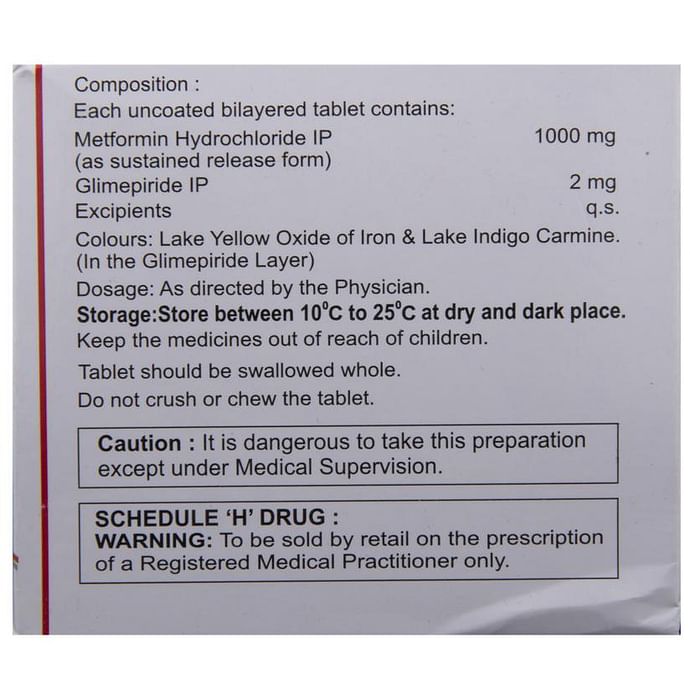 Composition :
Each uncoated bilayered tablet contains:
Metformin Hydrochloride IP 1000 mg
(as sustained release form)
Glimepiride IP 2 mg
Excipients q.s.
Colours: Lake Yellow Oxide of Iron & Lake Indigo Carmine.
(In the Glimepiride Layer)
Dosage: As directed by the Physician.
Storage:Store between 10⁰C to 25⁰C at dry and dark place.
Keep the medicines out of reach of children.
Tablet should be swallowed whole.
Do not crush or chew the tablet.
Caution : It is dangerous to take this preparation
except under Medical Supervision.
SCHEDULE ‘H’ DRUG :
WARNING: To be sold by retail on the prescription
of a Registered Medical Practitioner only.